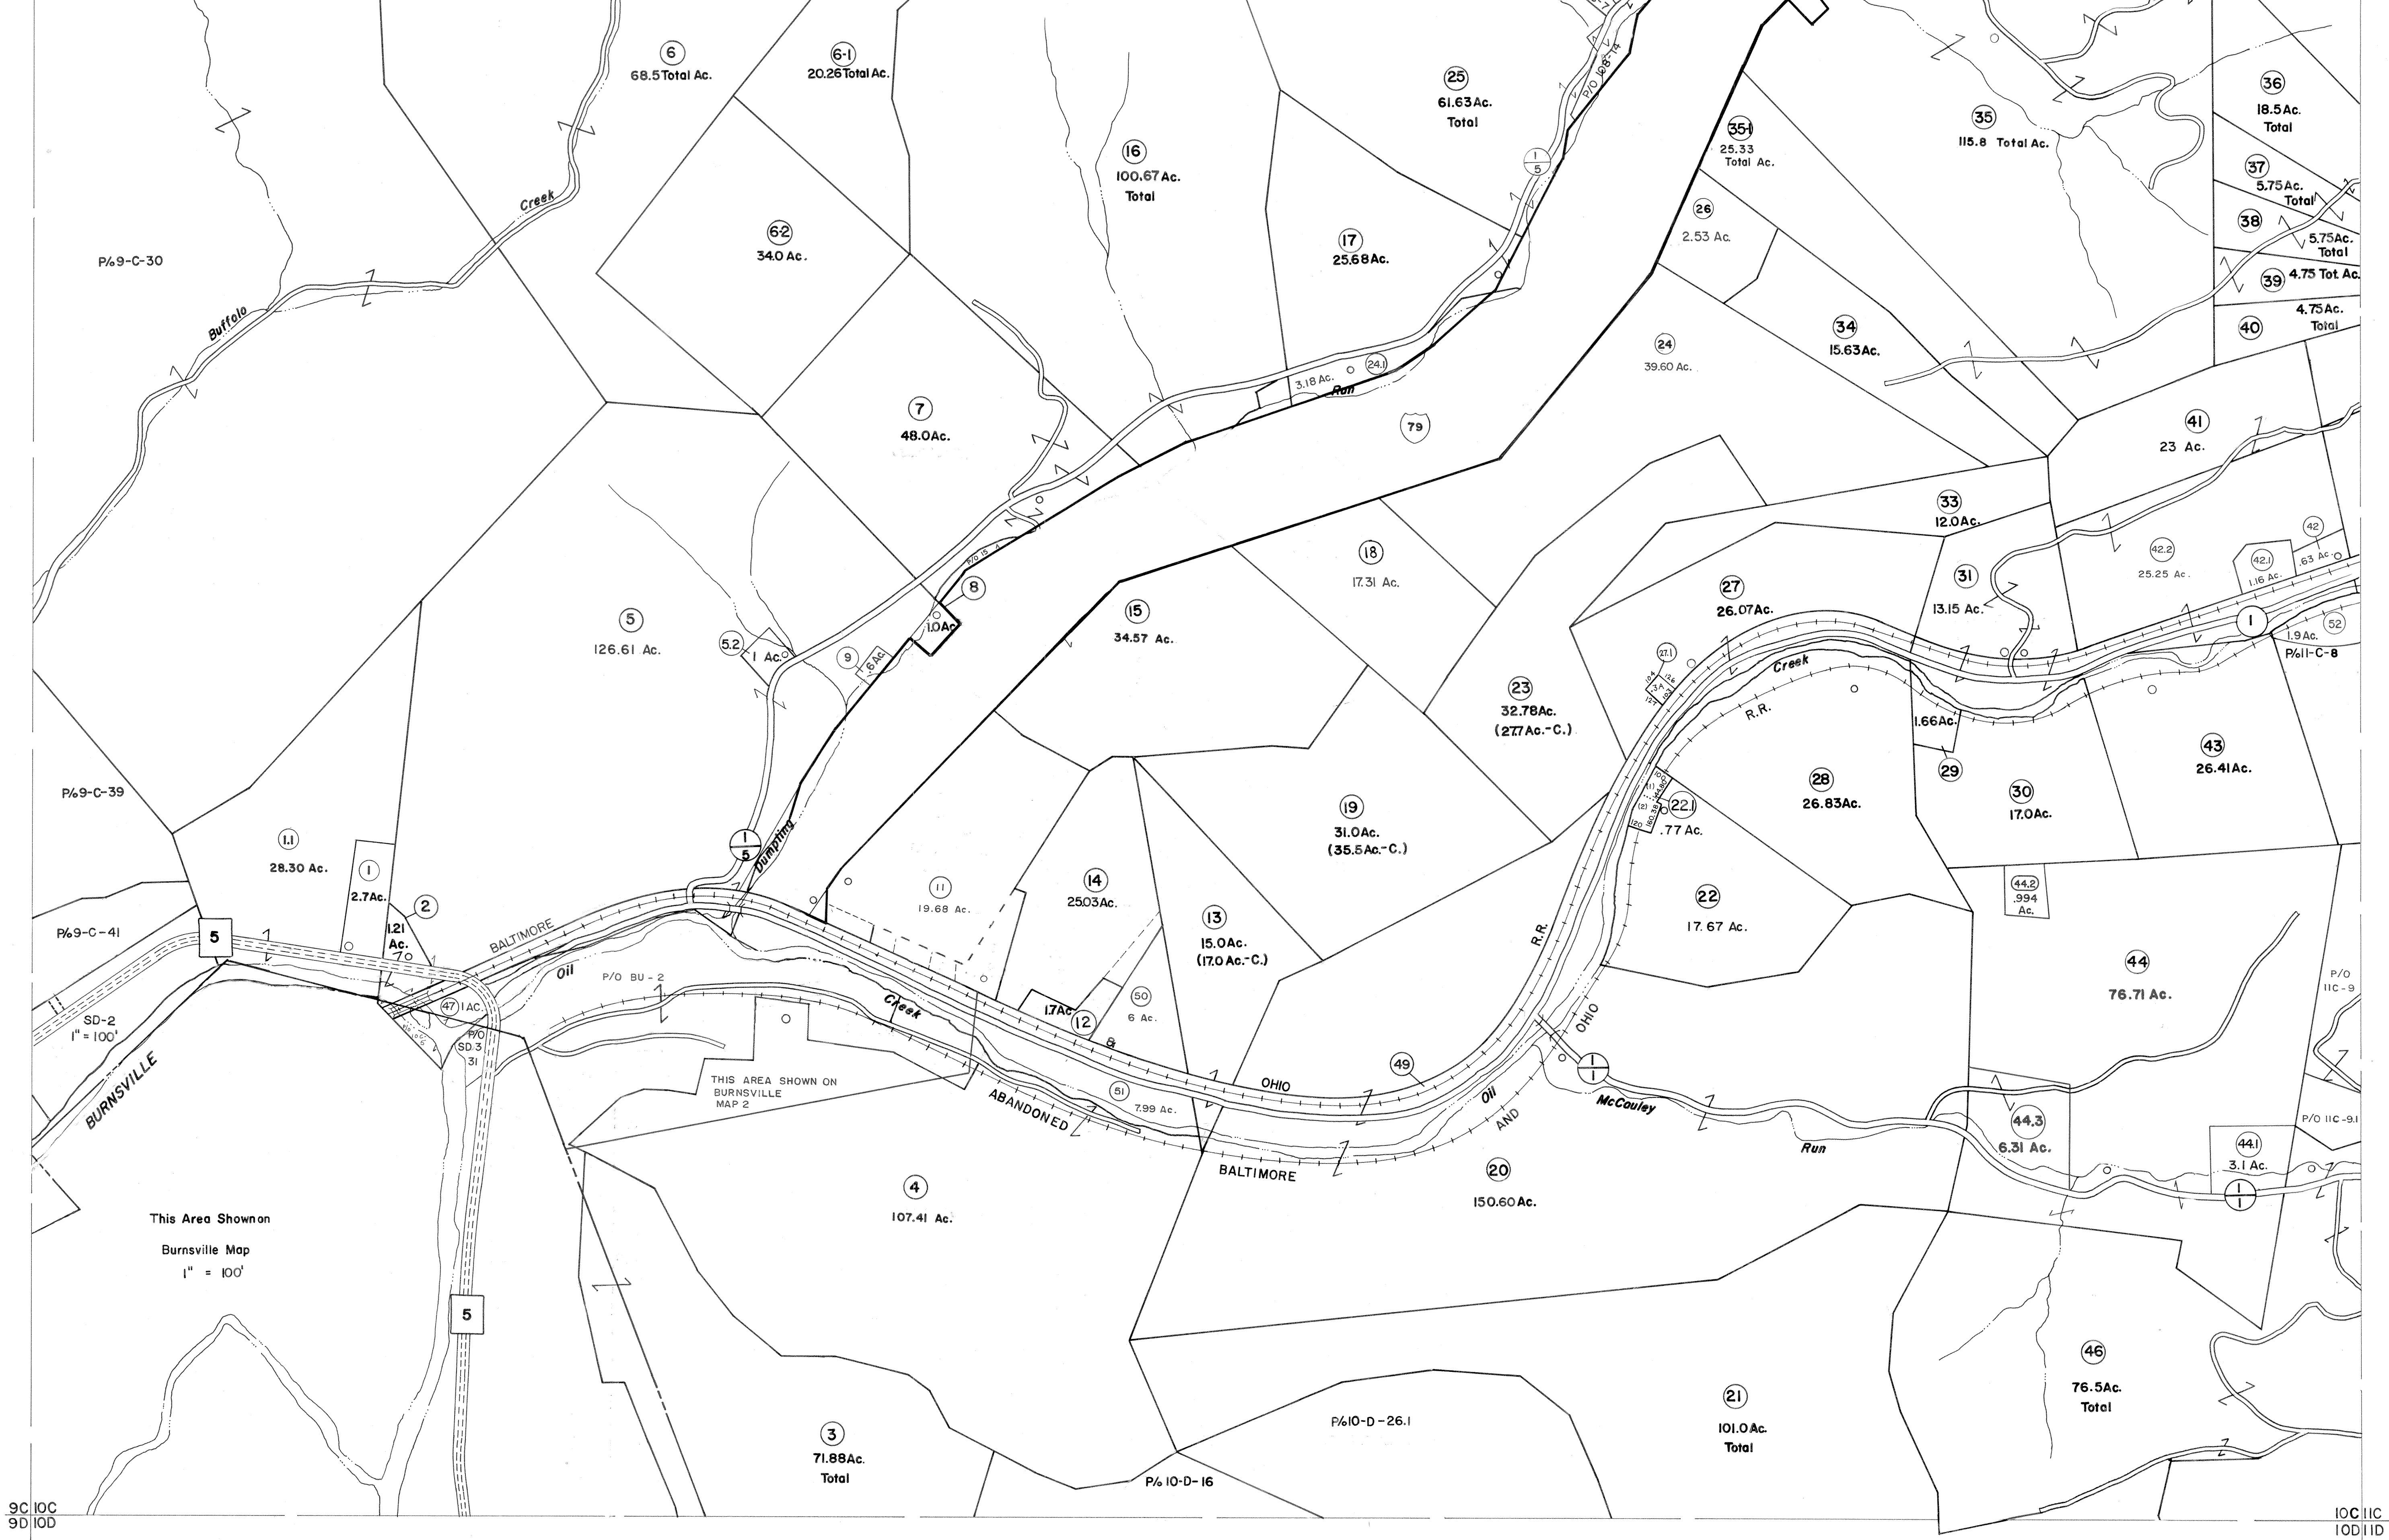 6
68.5 Total Ac.
6-1
20.26 Total Ac.
25
61.63 Ac.
Total
P/O 108-14
36
18.5 Ac.
Total
35
115.8 Total Ac.
35-1
25.33
Total Ac.
16
100.67 Ac.
Total
1
5
37
5.75 Ac.
Total
38
5.75 Ac.
Total
39
4.75 Tot. Ac.
4.75 Ac.
Total
40
Creek
6-2
34.0 Ac.
17
25.68 Ac.
26
2.53 Ac.
P/o 9-C-30
Buffalo
34
15.63 Ac.
24
39.60 Ac.
24.1
3.18 Ac.
Run
79
7
48.0 Ac.
41
23 Ac.
33
12.0 Ac.
42
.63 Ac.
42.1
1.16 Ac.
42.2
25.25 Ac.
18
17.31 Ac.
P/O 15
8
1.0 Ac
31
13.15 Ac.
27
26.07 Ac.
15
34.57 Ac.
5
126.61 Ac.
5.2
1 Ac.
9
.6 Ac.
1
52
1.9 Ac.
P/o 11-C-8
27.1
Creek
R.R.
23
32.78 Ac.
(27.7 Ac.-C.)
1.66 Ac.
29
43
26.41 Ac.
28
26.83 Ac.
30
17.0 Ac.
P/o 9-C-39
100
(1)
(2)
120
22.1
.77 Ac.
19
31.0 Ac.
(35.5 Ac.-C.)
1.1
28.30 Ac.
1
2.7 Ac.
1
5
Dumpling
11
19.68 Ac.
14
25.03 Ac.
13
15.0 Ac.
(17.0 Ac.-C.)
22
17.67 Ac.
44.2
.994
Ac.
2
1.21
Ac.
P/o 9-C-41
5
BALTIMORE
R.R.
Oil
P/O BU-2
44
76.71 Ac.
P/O
11C-9
47
1 AC.
SD-2
1" = 100'
P/O
SD 3
31
Creek
1.7 Ac
12
50
6 Ac.
&
OHIO
49
OHIO
1
1
BURNSVILLE
THIS AREA SHOWN ON
BURNSVILLE
MAP 2
ABANDONED
51
7.99 Ac.
Oil
AND
McCauley
Run
BALTIMORE
44.3
6.31 Ac.
P/O 11C-9.1
44.1
3.1 Ac.
1
1
4
107.41 Ac.
20
150.60 Ac.
This Area Shown on
Burnsville Map
1" = 100'
5
46
76.5 Ac.
Total
P/o 10-D-26.1
21
101.0 Ac.
Total
3
71.88 Ac.
Total
P/o 10-D-16
9C 10C
9D 10D
10C 11C
10D 11D